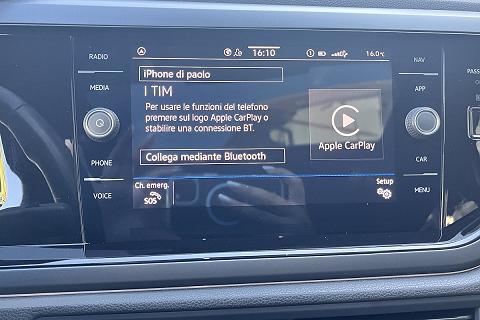 RADIO
MEDIA
PHONE
VOICE
16:10
16.0
iPhone di paolo
I TIM
Per usare le funzioni del telefono
premere sul logo Apple CarPlay o
stabilire una connessione BT.
Apple CarPlay
Collega mediante Bluetooth
Ch. emerg.
SOS
Setup
NAV
APP
CAR
MENU